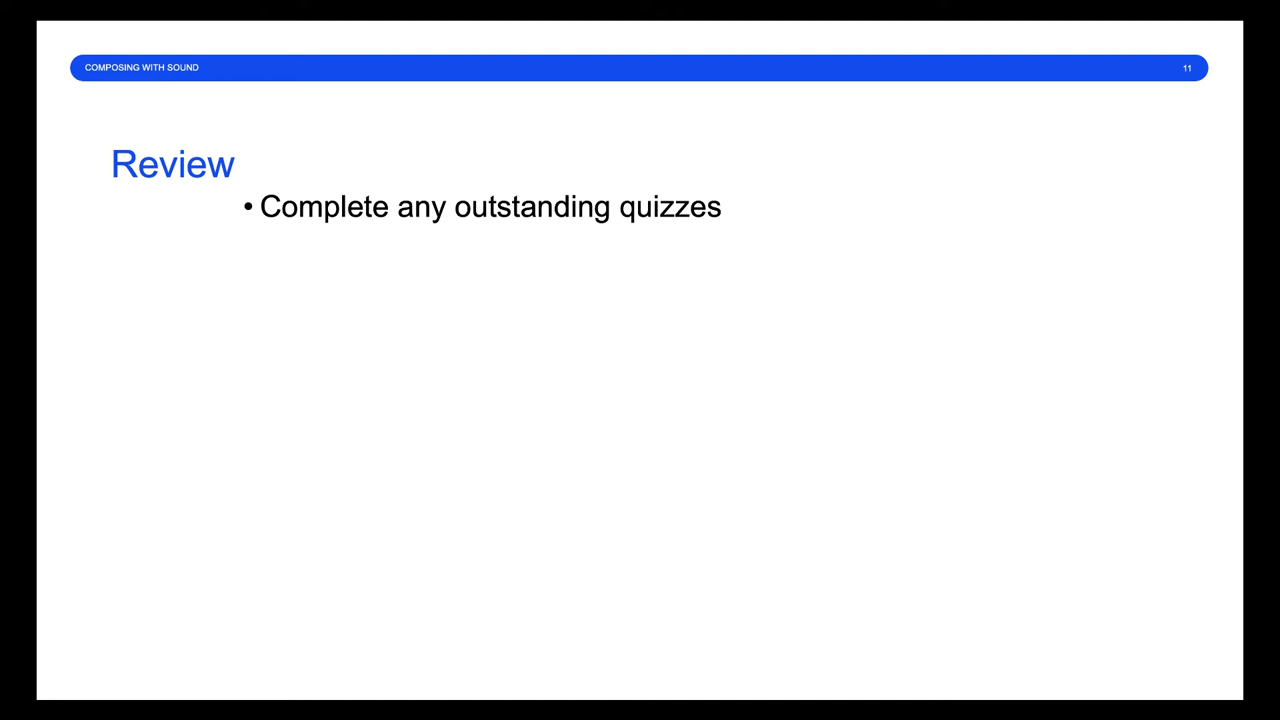 COMPOSING WITH SOUND
11
Review
• Complete any outstanding quizzes